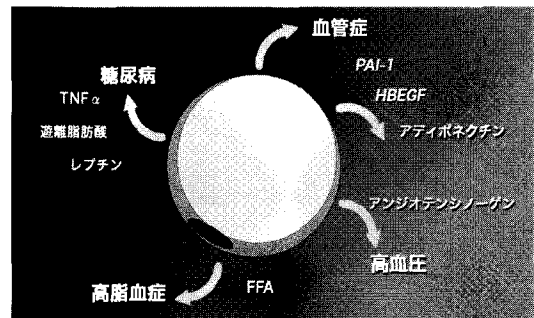 血管症
PAI-1
HBEGF
アディポネクチン
糖尿病
TNFα
遊離脂肪酸
レプチン
アンジオテンシノーゲン
高血圧
高脂血症
FFA